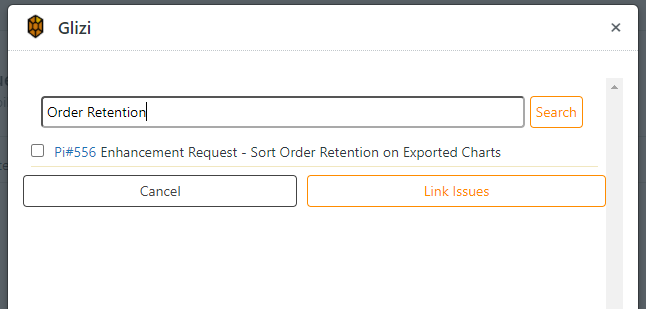 Glizi
Order Retention
Search
Pi#556 Enhancement Request - Sort Order Retention on Exported Charts
Cancel
Link Issues